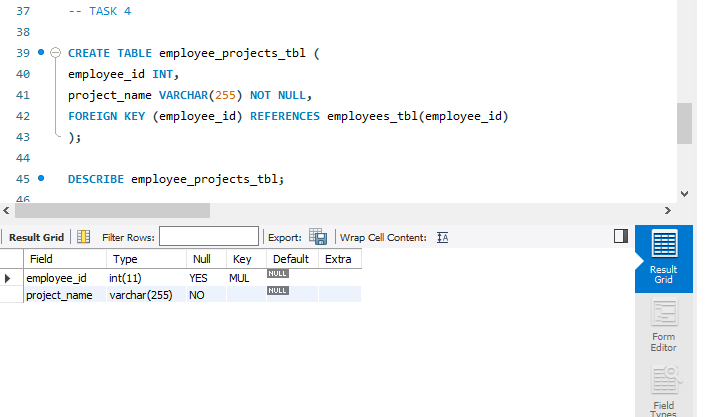 37 -- TASK 4
38
39 CREATE TABLE employee_projects_tbl (
40 employee_id INT,
41 project_name VARCHAR(255) NOT NULL,
42 FOREIGN KEY (employee_id) REFERENCES employees_tbl(employee_id)
43 );
44
45 DESCRIBE employee_projects_tbl;
46
Result Grid Filter Rows: Export: Wrap Cell Content: IA
Field Type Null Key Default Extra
employee_id int(11) YES MUL NULL
project_name varchar(255) NO NULL
Result
Grid
Form
Editor
Field
Types